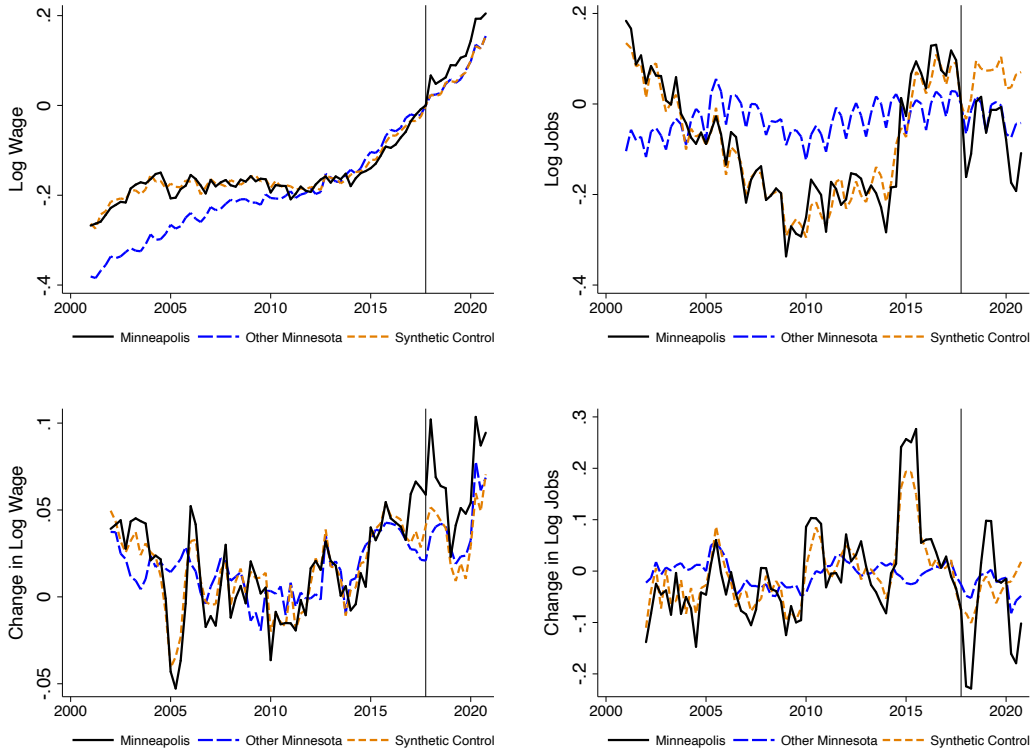 .2
0
-.2
-.4
Log Wage
2000 2005 2010 2015 2020
Minneapolis Other Minnesota Synthetic Control
.2
0
-.2
-.4
Log Jobs
2000 2005 2010 2015 2020
Minneapolis Other Minnesota Synthetic Control
.1
.05
0
-.05
Change in Log Wage
2000 2005 2010 2015 2020
Minneapolis Other Minnesota Synthetic Control
.3
.2
.1
0
-.1
-.2
Change in Log Jobs
2000 2005 2010 2015 2020
Minneapolis Other Minnesota Synthetic Control